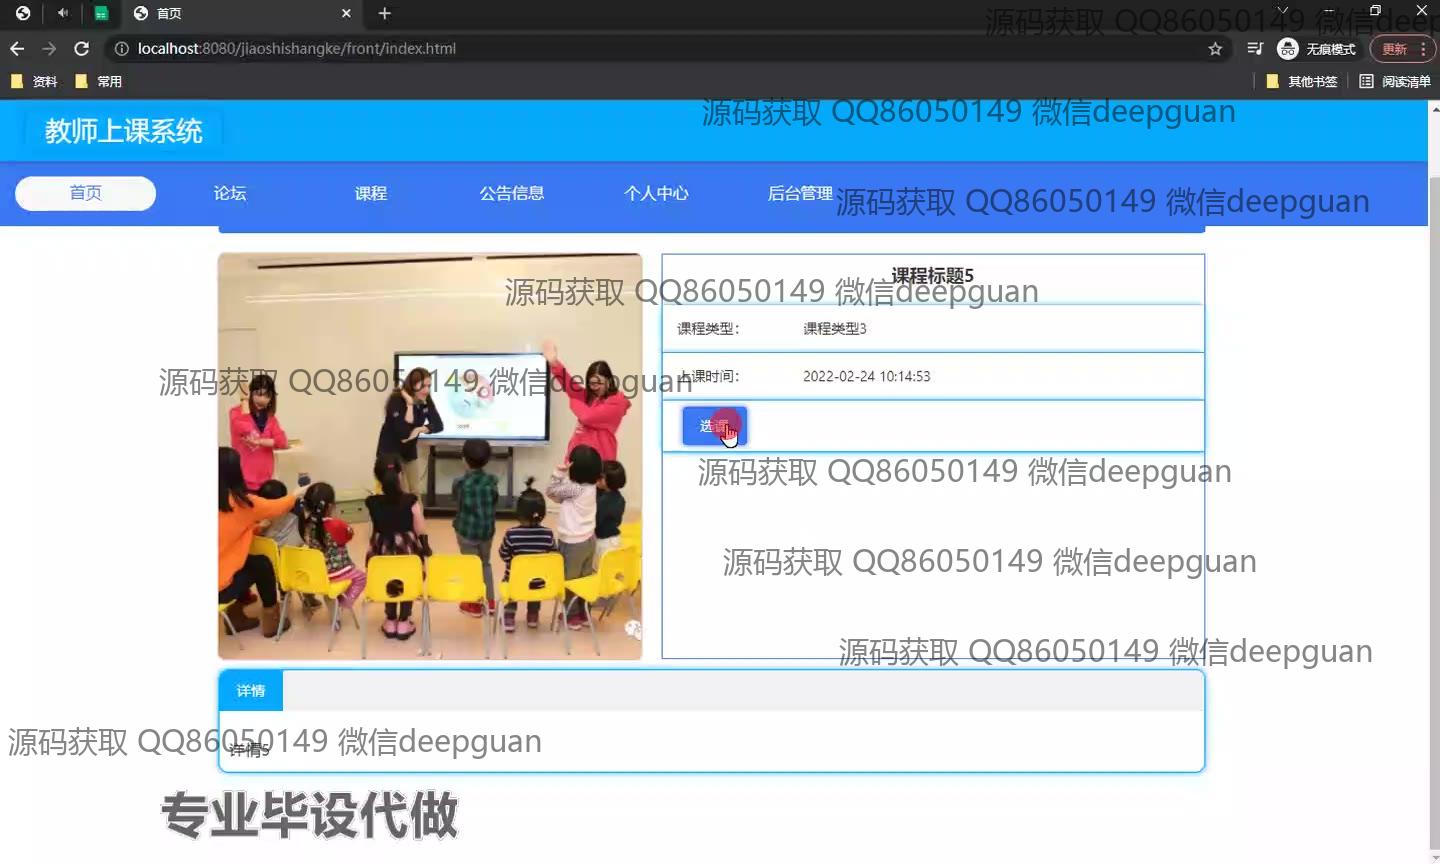 首页
源码获取 QQ86050149 微信deepguan
localhost:8080/jiaoshishangke/front/index.html
无痕模式
更新
资料
常用
其他书签
阅读清单
教师上课系统
源码获取 QQ86050149 微信deepguan
首页
论坛
课程
公告信息
个人中心
后台管理
源码获取 QQ86050149 微信deepguan
课程标题5
源码获取 QQ86050149 微信deepguan
课程类型：
课程类型3
上课时间：
2022-02-24 10:14:53
源码获取 QQ86050149 微信deepguan
选课
源码获取 QQ86050149 微信deepguan
源码获取 QQ86050149 微信deepguan
源码获取 QQ86050149 微信deepguan
详情
详情5
源码获取 QQ86050149 微信deepguan
专业毕设代做